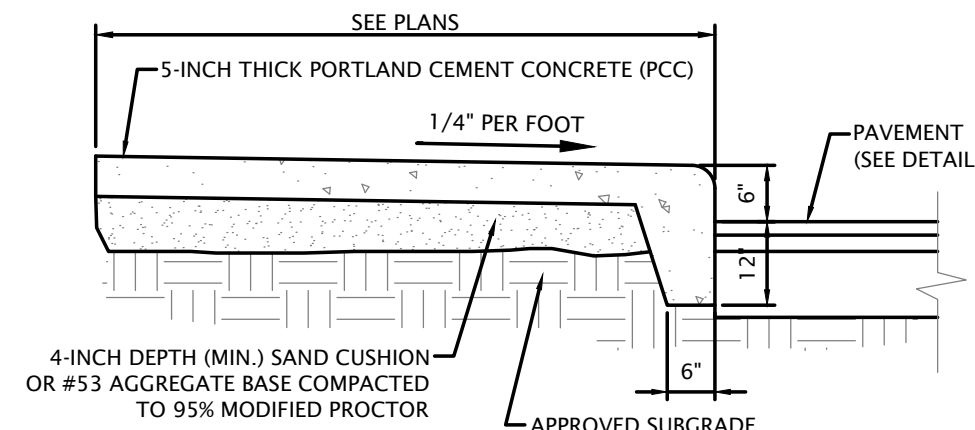 SEE PLANS
5-INCH THICK PORTLAND CEMENT CONCRETE (PCC)
1/4" PER FOOT
PAVEMENT
(SEE DETAIL
6"
12"
6"
4-INCH DEPTH (MIN.) SAND CUSHION
OR #53 AGGREGATE BASE COMPACTED
TO 95% MODIFIED PROCTOR
APPROVED SUBGRADE